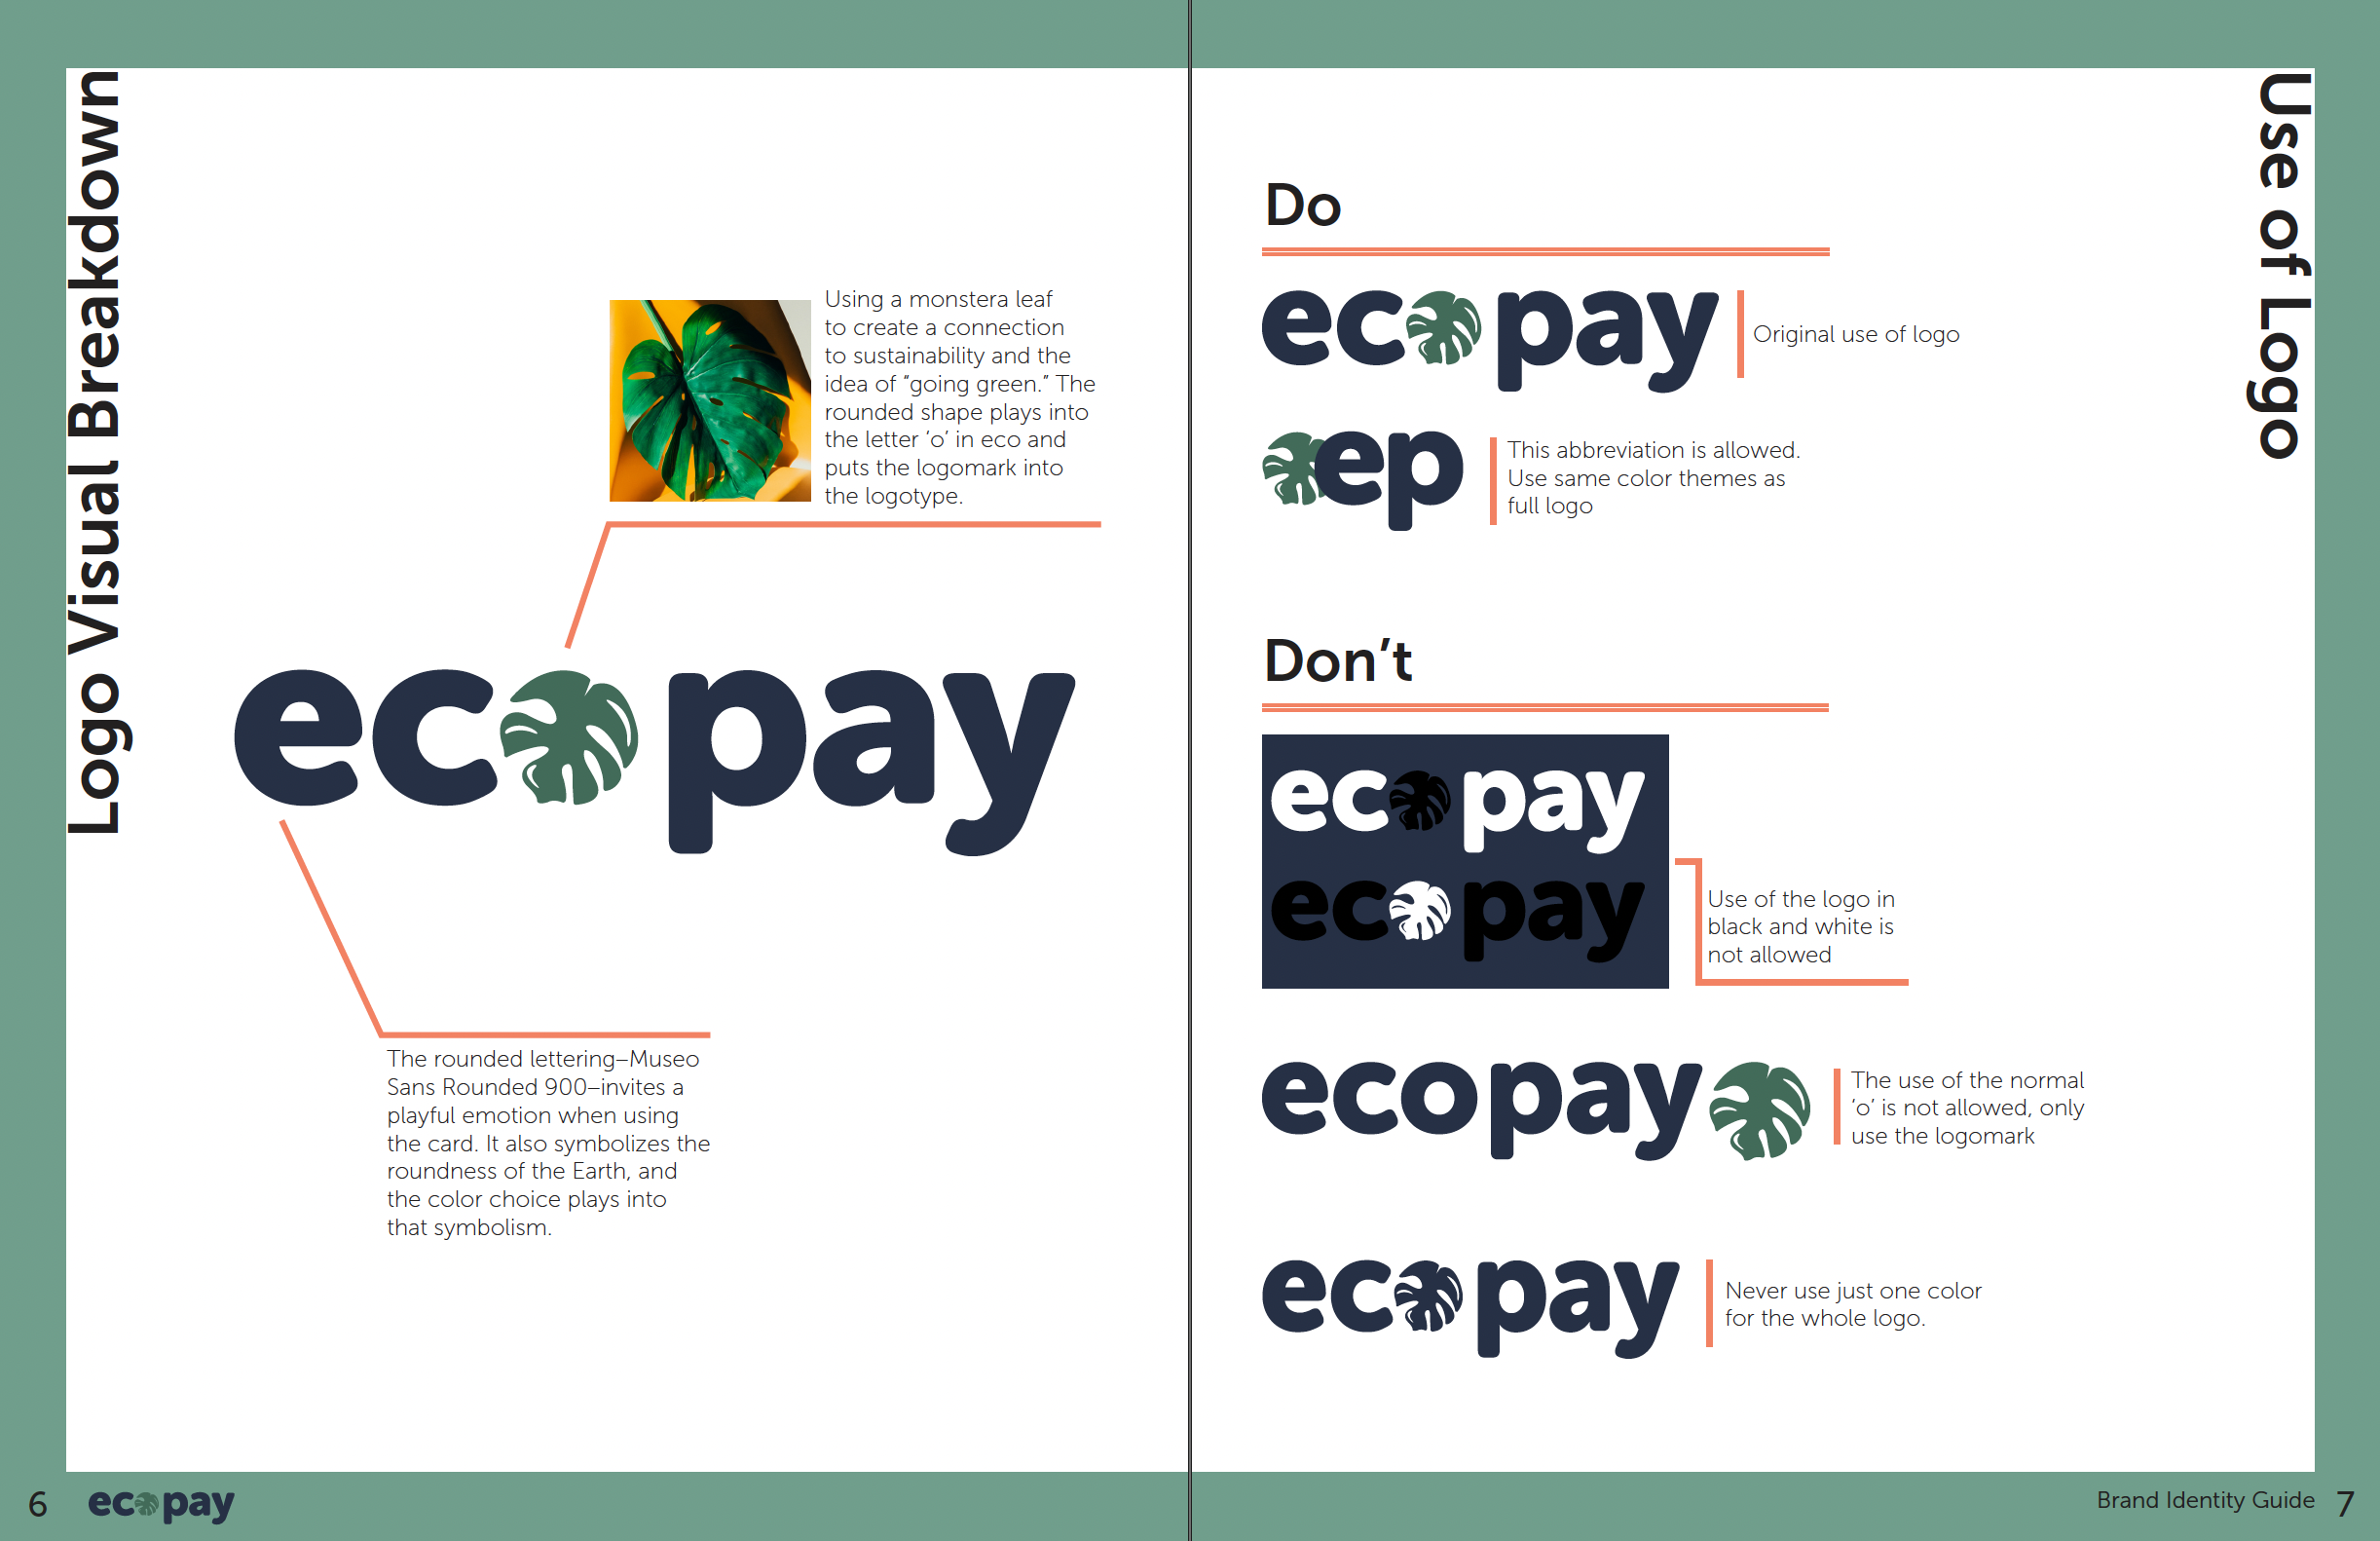 Logo Visual Breakdown
Using a monstera leaf
to create a connection
to sustainability and the
idea of “going green.” The
rounded shape plays into
the letter ‘o’ in eco and
puts the logomark into
the logotype.
ecopay
The rounded lettering–Museo
Sans Rounded 900–invites a
playful emotion when using
the card. It also symbolizes the
roundness of the Earth, and
the color choice plays into
that symbolism.
6
ecopay
Use of Logo
Do
ecopay
Original use of logo
ep
This abbreviation is allowed.
Use same color themes as
full logo
Don’t
ecopay
ecopay
Use of the logo in
black and white is
not allowed
ecopay
The use of the normal
‘o’ is not allowed, only
use the logomark
ecopay
Never use just one color
for the whole logo.
Brand Identity Guide 7